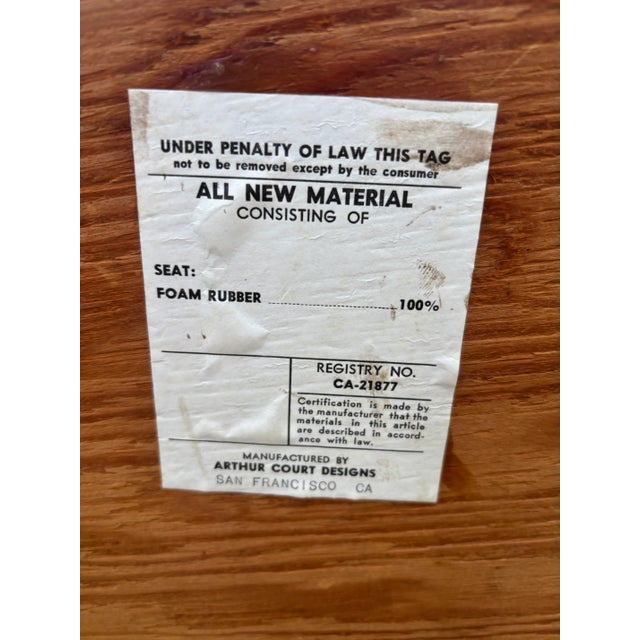 UNDER PENALTY OF LAW THIS TAG
not to be removed except by the consumer
ALL NEW MATERIAL
CONSISTING OF
SEAT:
FOAM RUBBER ........................ 100%
REGISTRY NO.
CA-21877
Certification is made by
the manufacturer that the
materials in this article
are described in accord-
ance with law.
MANUFACTURED BY
ARTHUR COURT DESIGNS
SAN FRANCISCO CA